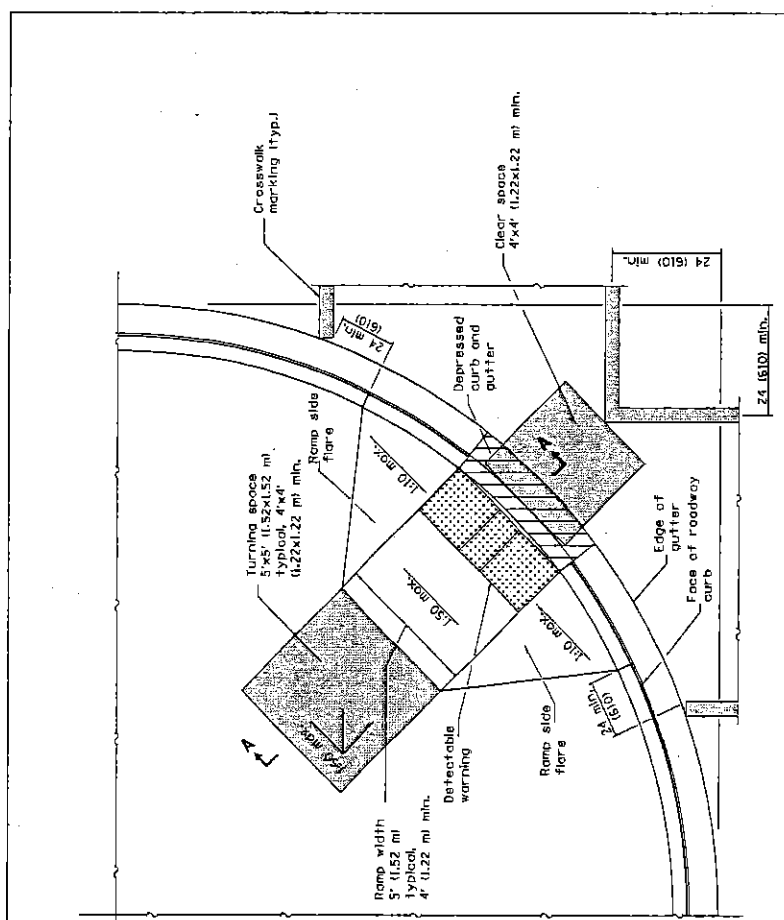 Crosswalk
marking (typ.)
Clear space
4'x4' (1.22x1.22 m) min.
24 (610)
min.
24 (610) min.
24
min.
(610)
Depressed
curb and
gutter
Ramp side
flare
Turning space
5'x5' (1.52x1.52 m)
typical, 4'x4'
(1.22x1.22 m) min.
1:10 max.
A
1:50 max.
Edge of
gutter
Face of roadway
curb
1:10 max.
24 min.
(610)
A
1:50 max.
Ramp side
flare
Detectable
warning
Ramp width
5' (1.52 m)
typical,
4' (1.22 m) min.